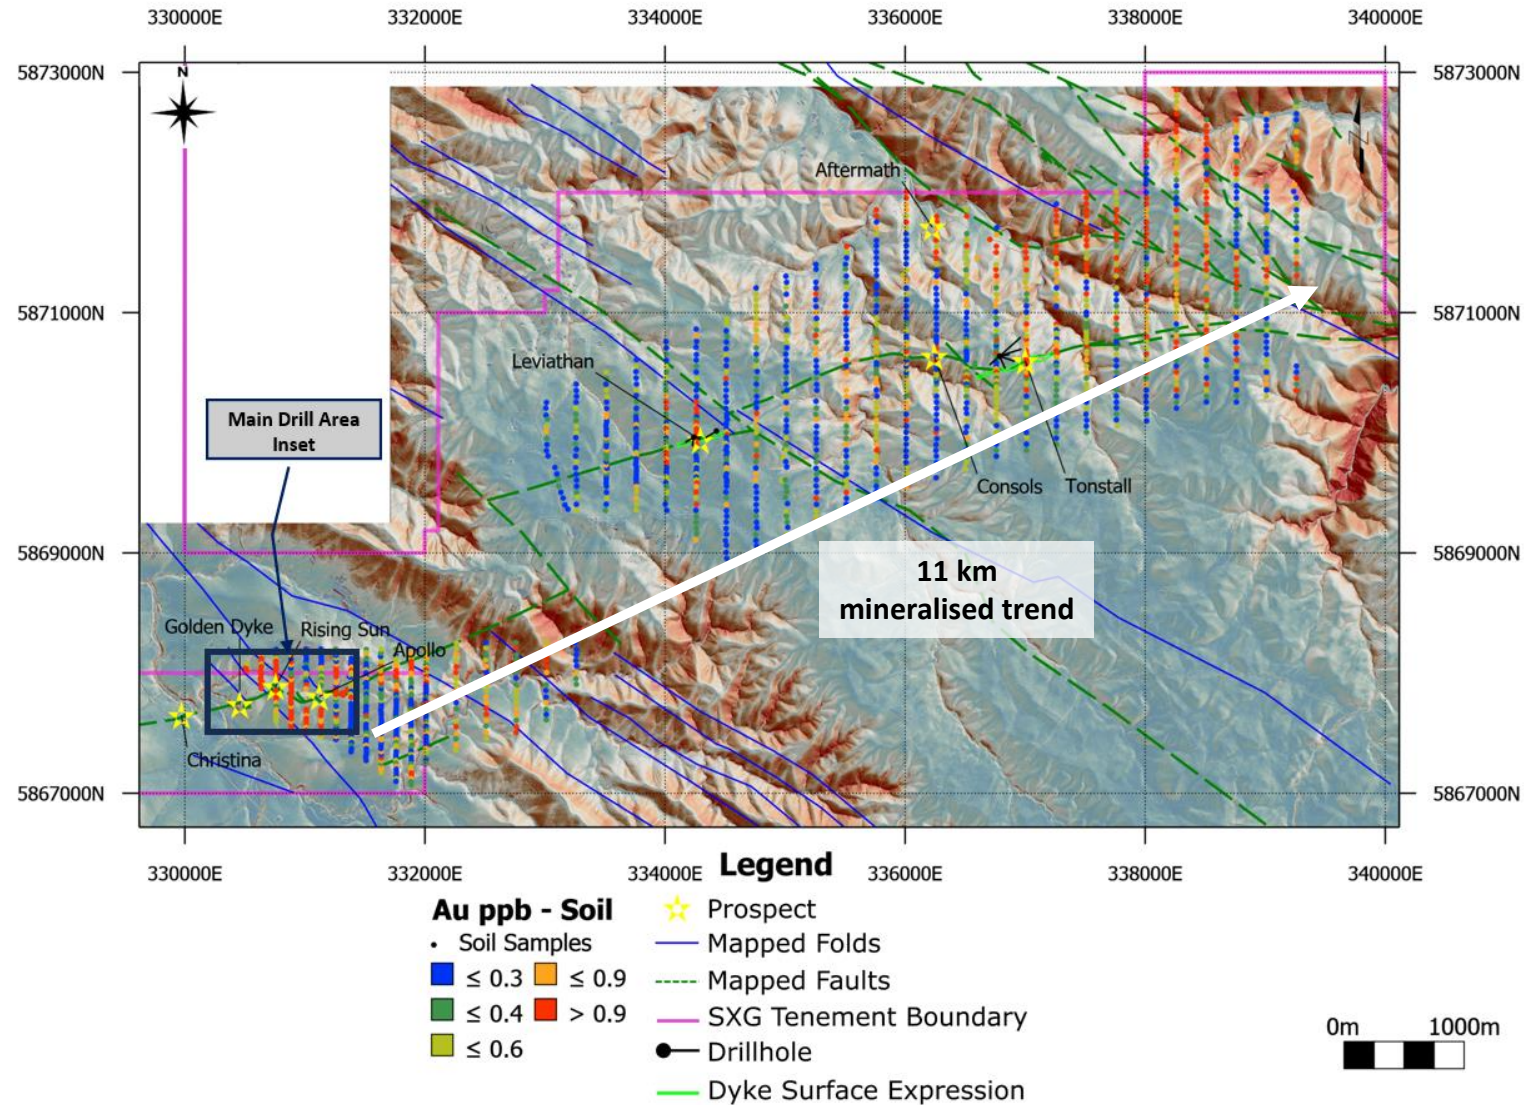 330000E
332000E
334000E
336000E
338000E
340000E
5873000N
5873000N
N
Aftermath
5871000N
5871000N
Leviathan
Main Drill Area
Inset
Consols
Tonstall
5869000N
5869000N
11 km
mineralised trend
Golden Dyke
Rising Sun
Apollo
Christina
5867000N
5867000N
330000E
332000E
334000E
336000E
338000E
340000E
Legend
Au ppb - Soil
Soil Samples
≤ 0.3
≤ 0.9
≤ 0.4
> 0.9
≤ 0.6
Prospect
Mapped Folds
Mapped Faults
SXG Tenement Boundary
Drillhole
Dyke Surface Expression
0m
1000m